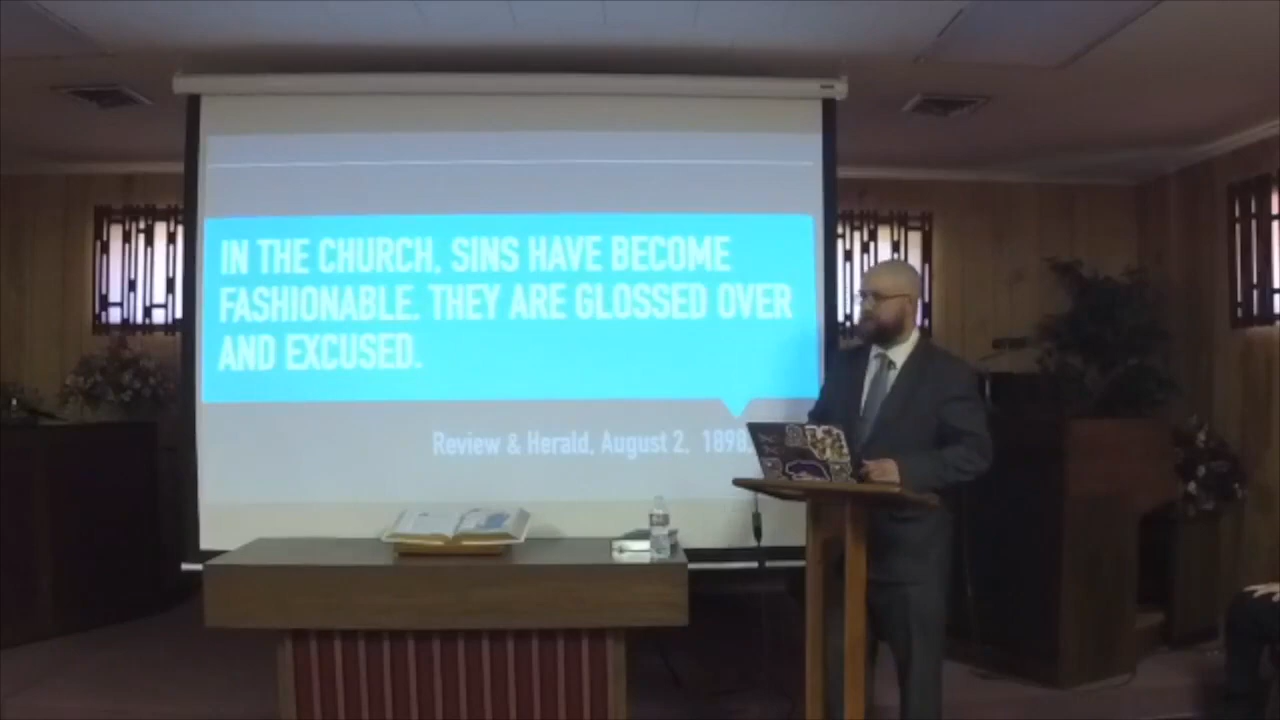 IN THE CHURCH, SINS HAVE BECOME
FASHIONABLE. THEY ARE GLOSSED OVER
AND EXCUSED.
Review & Herald, August 2, 1898.